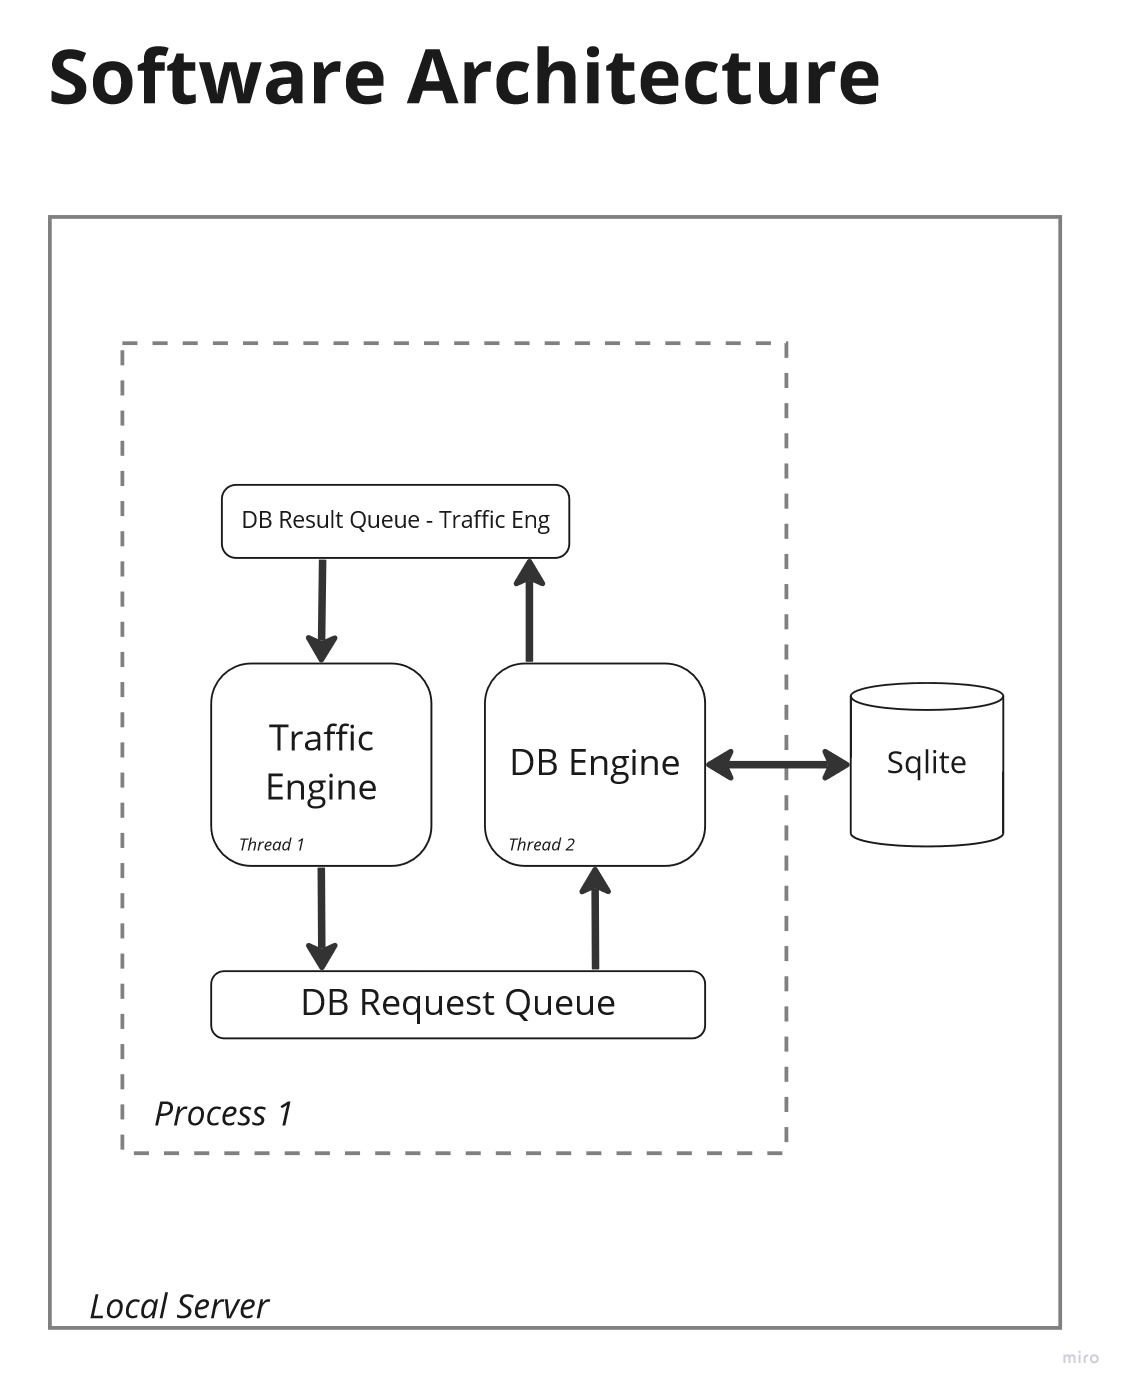 Software Architecture
DB Result Queue - Traffic Eng
Traffic
Engine
Thread 1
DB Engine
Thread 2
Sqlite
DB Request Queue
Process 1
Local Server
miro